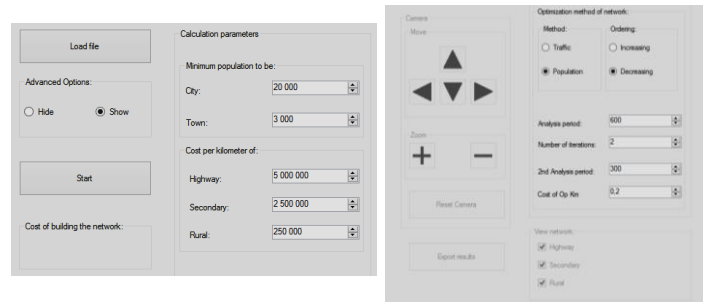 Load file
Advanced Options:
Hide
Show
Start
Cost of building the network:
Calculation parameters
Minimum population to be:
City:
20 000
Town:
3 000
Cost per kilometer of:
Highway:
5 000 000
Secondary:
2 500 000
Rural:
250 000
Camera
Move
Zoom
Reset Camera
Export results
Optimization method of network:
Method:
Traffic
Population
Ordering:
Increasing
Decreasing
Analysis period:
600
Number of iterations:
2
2nd Analysis period:
300
Cost of Op Km
0,2
View network:
Highway
Secondary
Rural